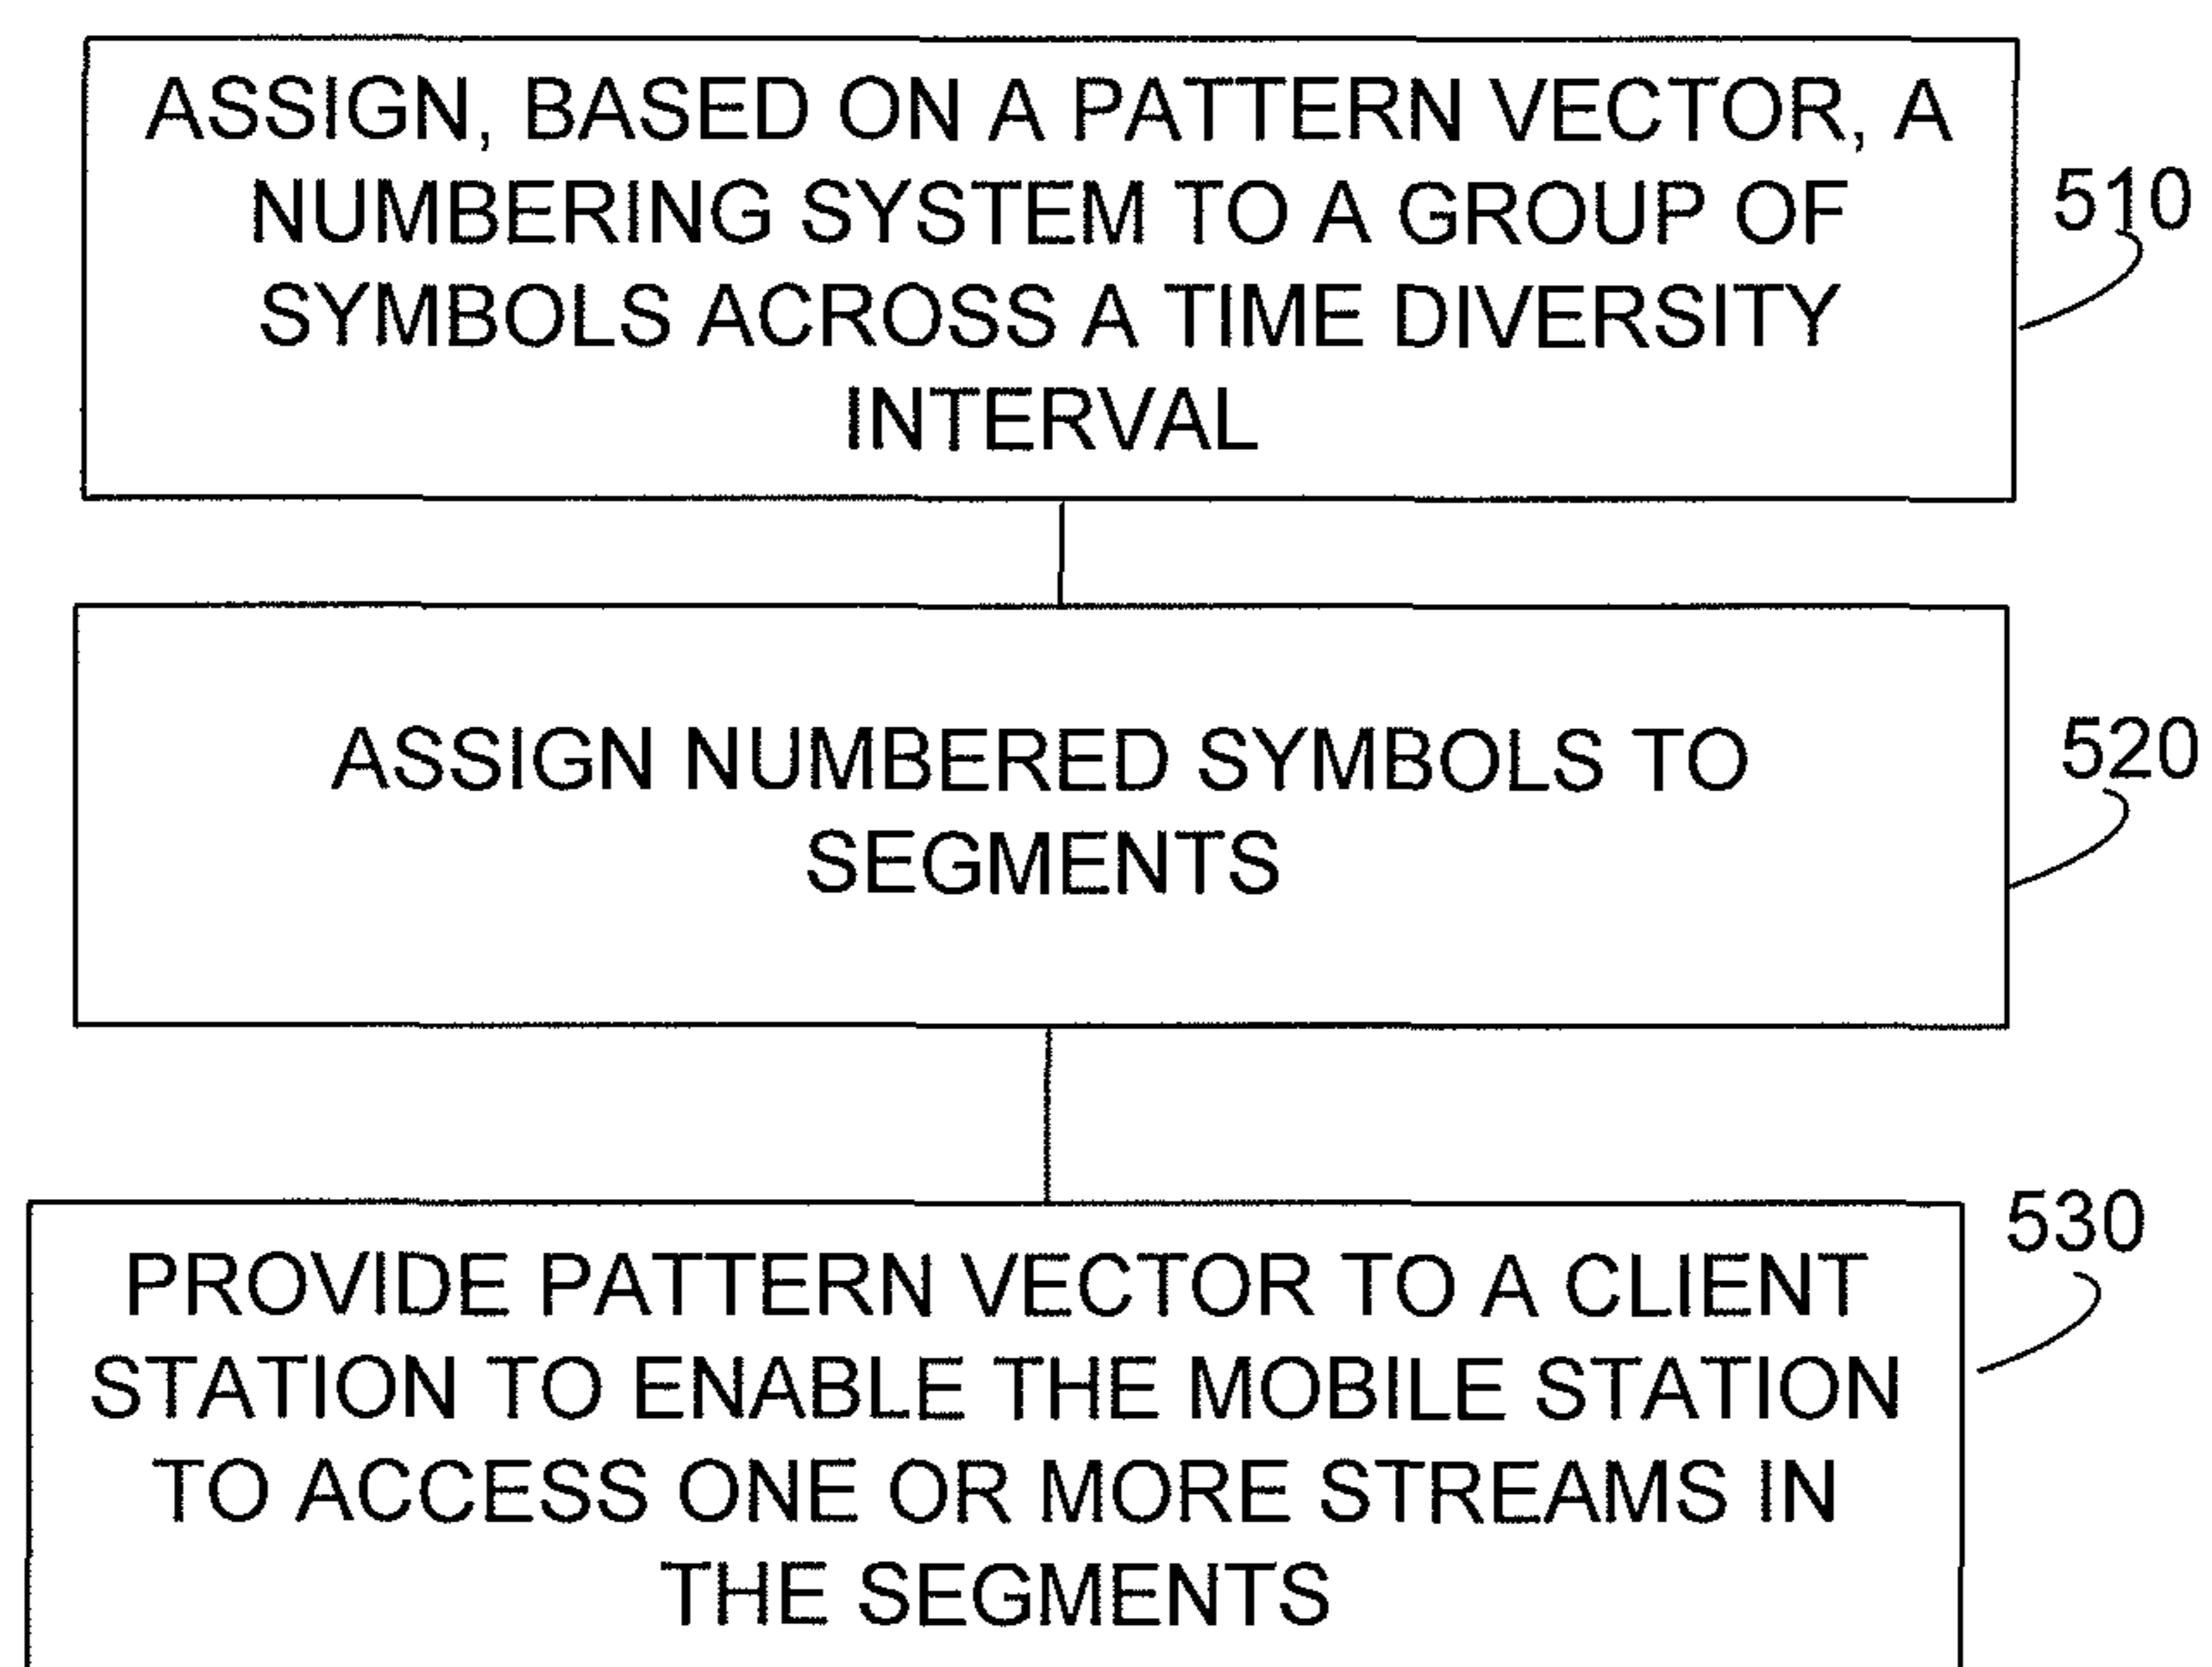 ASSIGN, BASED ON A PATTERN VECTOR, A
NUMBERING SYSTEM TO A GROUP OF
SYMBOLS ACROSS A TIME DIVERSITY
INTERVAL
510
ASSIGN NUMBERED SYMBOLS TO
SEGMENTS
520
PROVIDE PATTERN VECTOR TO A CLIENT
STATION TO ENABLE THE MOBILE STATION
TO ACCESS ONE OR MORE STREAMS IN
THE SEGMENTS
530